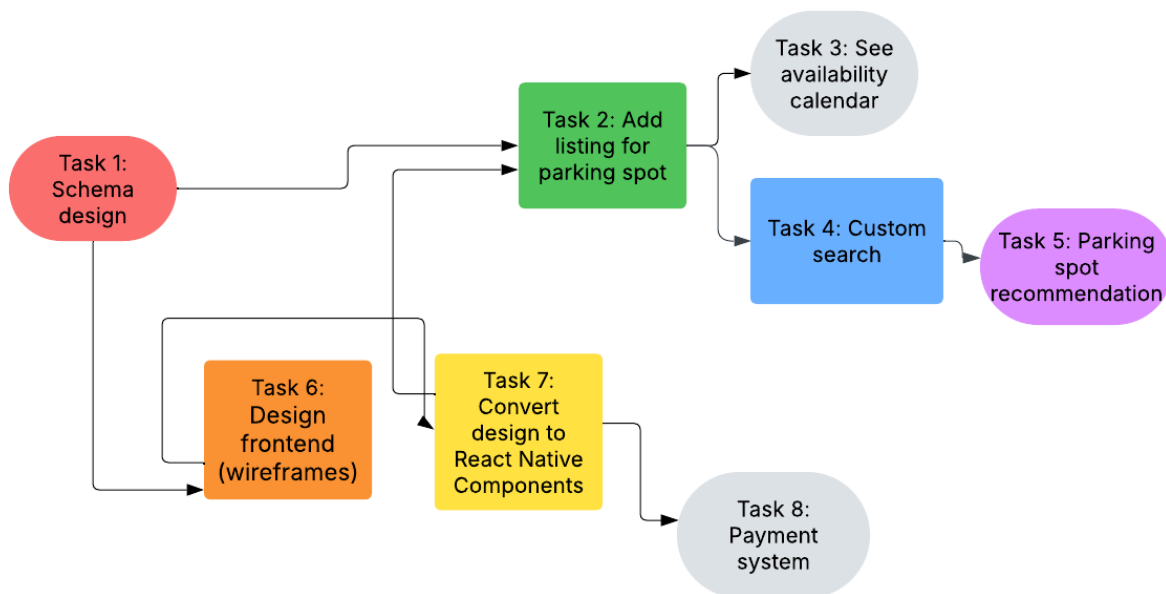 Task 1:
Schema
design
Task 2: Add
listing for
parking spot
Task 3: See
availability
calendar
Task 4: Custom
search
Task 5: Parking
spot
recommendation
Task 6:
Design
frontend
(wireframes)
Task 7:
Convert
design to
React Native
Components
Task 8:
Payment
system